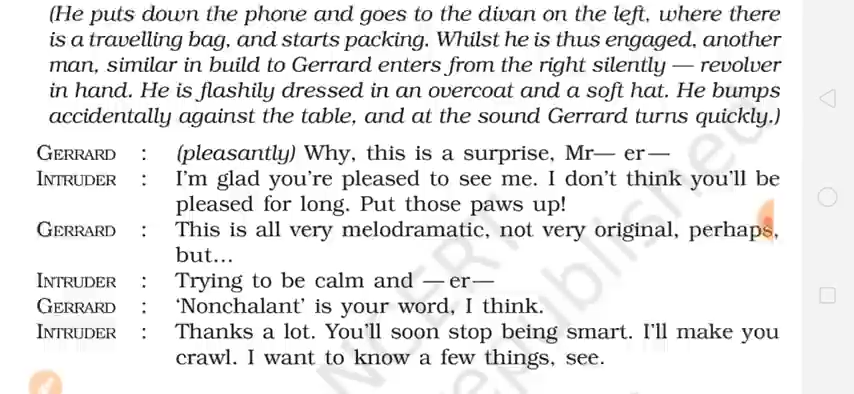 (He puts down the phone and goes to the divan on the left, where there
is a travelling bag, and starts packing. Whilst he is thus engaged, another
man, similar in build to Gerrard enters from the right silently — revolver
in hand. He is flashily dressed in an overcoat and a soft hat. He bumps
accidentally against the table, and at the sound Gerrard turns quickly.)
GERRARD : (pleasantly) Why, this is a surprise, Mr— er—
INTRUDER : I'm glad you're pleased to see me. I don't think you'll be
pleased for long. Put those paws up!
GERRARD : This is all very melodramatic, not very original, perhaps,
but...
INTRUDER : Trying to be calm and —er—
GERRARD : 'Nonchalant' is your word, I think.
INTRUDER : Thanks a lot. You'll soon stop being smart. I'll make you
crawl. I want to know a few things, see.
NCERT
republished